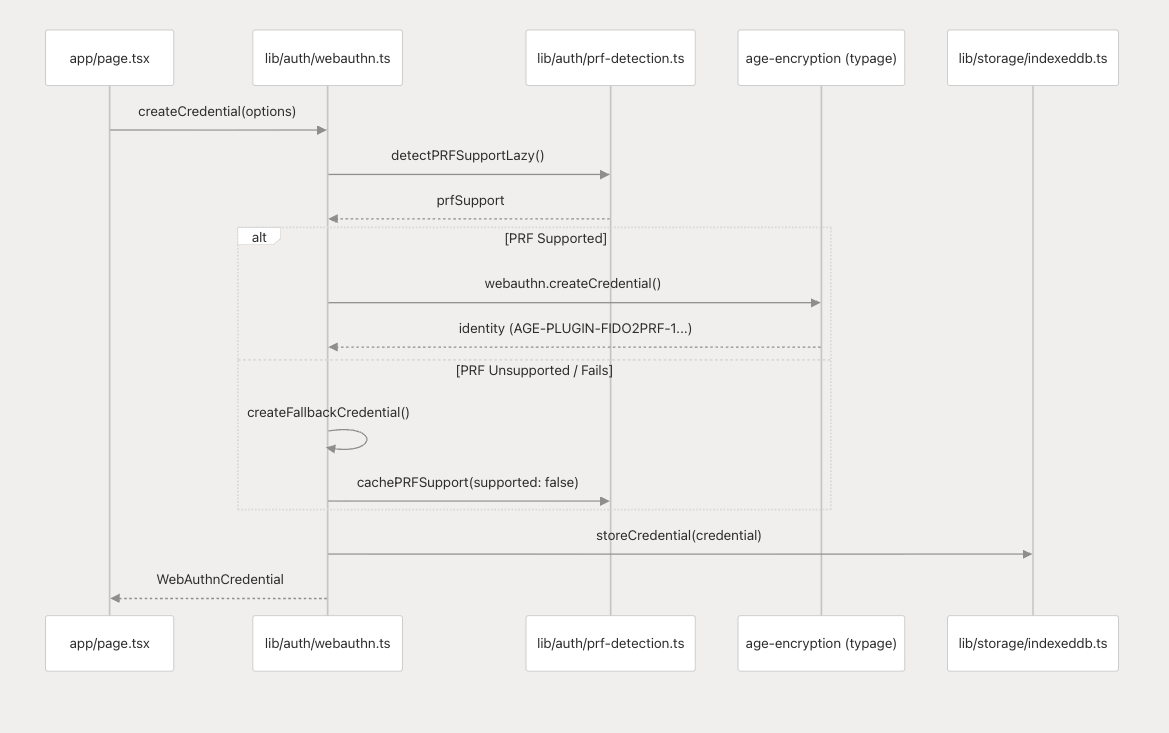 app/page.tsx
lib/auth/webauthn.ts
lib/auth/prf-detection.ts
age-encryption (typage)
lib/storage/indexeddb.ts
createCredential(options)
detectPRFSupportLazy()
prfSupport
alt
[PRF Supported]
webauthn.createCredential()
identity (AGE-PLUGIN-FIDO2PRF-1...)
[PRF Unsupported / Fails]
createFallbackCredential()
cachePRFSupport(supported: false)
storeCredential(credential)
WebAuthnCredential
app/page.tsx
lib/auth/webauthn.ts
lib/auth/prf-detection.ts
age-encryption (typage)
lib/storage/indexeddb.ts